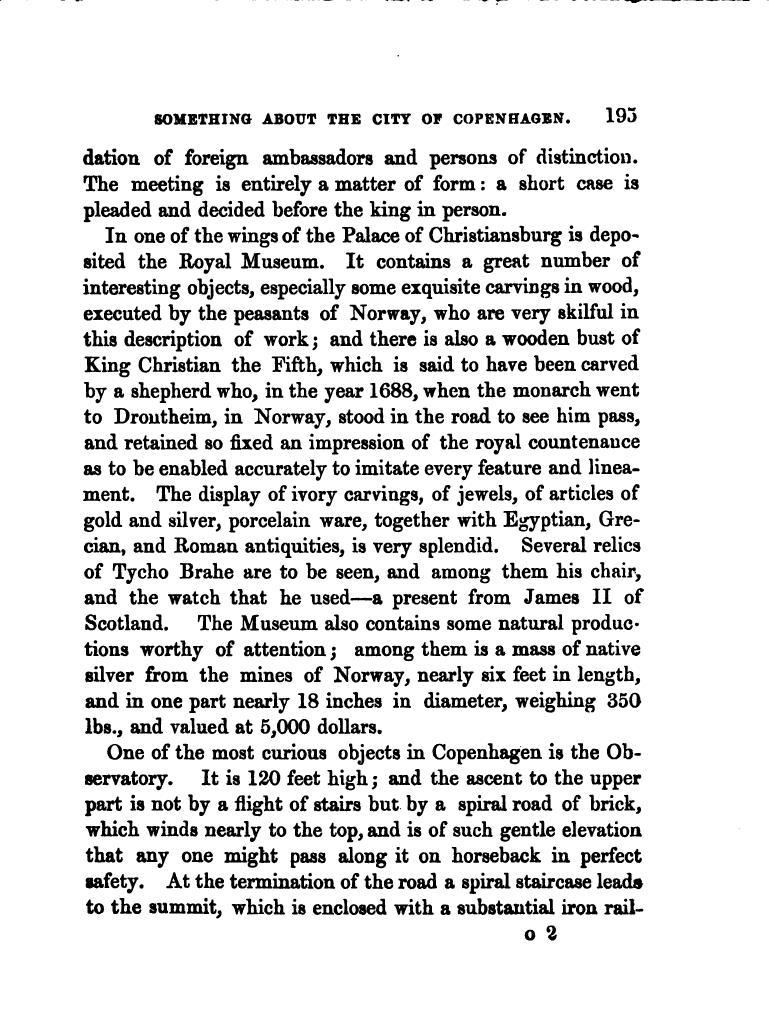 SOMETHING ABOUT THE CITY OF COPENHAGEN. 195
dation of foreign ambassadors and persons of distinction.
The meeting is entirely a matter of form: a short case is
pleaded and decided before the king in person.
In one of the wings of the Palace of Christiansburg is depo-
sited the Royal Museum. It contains a great number of
interesting objects, especially some exquisite carvings in wood,
executed by the peasants of Norway, who are very skilful in
this description of work; and there is also a wooden bust of
King Christian the Fifth, which is said to have been carved
by a shepherd who, in the year 1688, when the monarch went
to Drontheim, in Norway, stood in the road to see him pass,
and retained so fixed an impression of the royal countenance
as to be enabled accurately to imitate every feature and linea-
ment. The display of ivory carvings, of jewels, of articles of
gold and silver, porcelain ware, together with Egyptian, Gre-
cian, and Roman antiquities, is very splendid. Several relics
of Tycho Brahe are to be seen, and among them his chair,
and the watch that he used—a present from James II of
Scotland. The Museum also contains some natural produc-
tions worthy of attention; among them is a mass of native
silver from the mines of Norway, nearly six feet in length,
and in one part nearly 18 inches in diameter, weighing 350
lbs., and valued at 5,000 dollars.
One of the most curious objects in Copenhagen is the Ob-
servatory. It is 120 feet high; and the ascent to the upper
part is not by a flight of stairs but by a spiral road of brick,
which winds nearly to the top, and is of such gentle elevation
that any one might pass along it on horseback in perfect
safety. At the termination of the road a spiral staircase leads
to the summit, which is enclosed with a substantial iron rail-
o 2